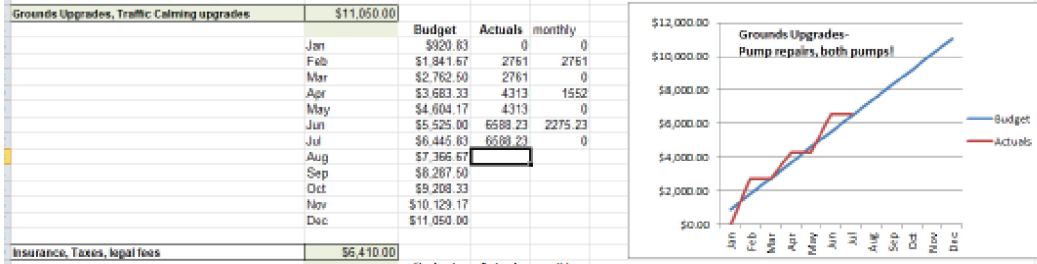 Grounds Upgrades, Traffic Calming upgrades $11,050.00
Budget Actuals monthly
Jan $920.83 0 0
Feb $1,841.67 2761 2761
Mar $2,762.50 2761 0
Apr $3,683.33 4313 1552
May $4,604.17 4313 0
Jun $5,525.00 6588.23 2275.23
Jul $6,445.83 6588.23 0
Aug $7,366.67
Sep $8,287.50
Oct $9,208.33
Nov $10,129.17
Dec $11,050.00
Insurance, Taxes, legal fees $6,410.00
Grounds Upgrades-
Pump repairs, both pumps!
$12,000.00
$10,000.00
$8,000.00
$6,000.00
$4,000.00
$2,000.00
$0.00
Jan Feb Mar Apr May Jun Jul Aug Sep Oct Nov Dec
Budget
Actuals